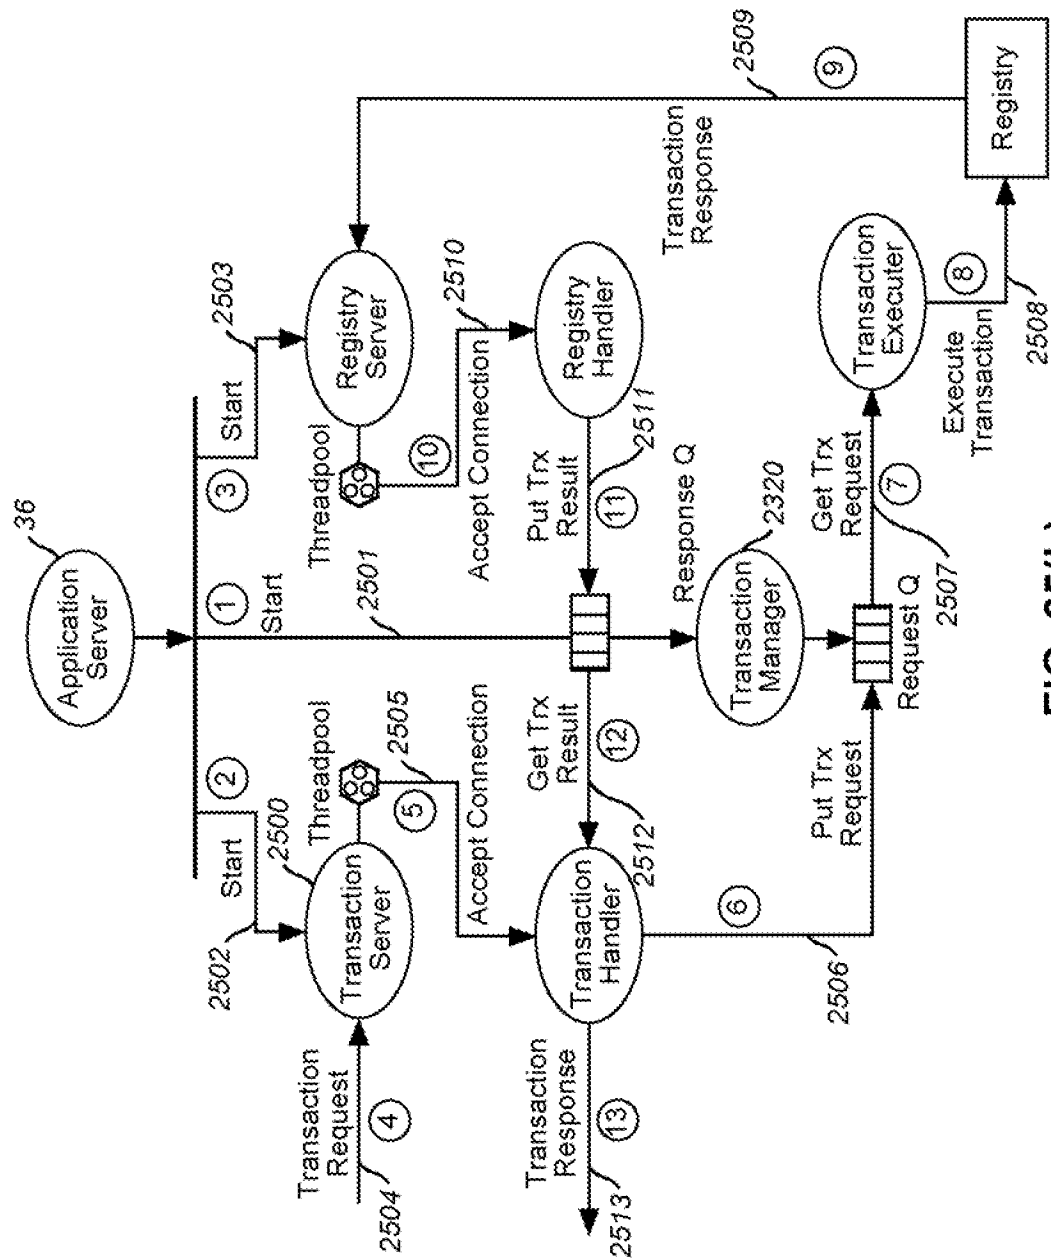 36
Application
Server
2
Start
2502
1
Start
3
Start
2503
2501
2500
Transaction
Server
Threadpool
Threadpool
Registry
Server
Transaction
Request
4
2504
5
2505
Accept Connection
10
2510
Accept Connection
Transaction
Response
9
2509
Transaction
Handler
Get Trx
Result
12
2512
Put Trx
Result
11
2511
Registry
Handler
Response Q
Transaction
Response
13
2513
Transaction
Manager
2320
6
2506
Put Trx
Request
Request Q
Get Trx
Request
7
2507
Transaction
Executer
Execute
Transaction
8
2508
Registry